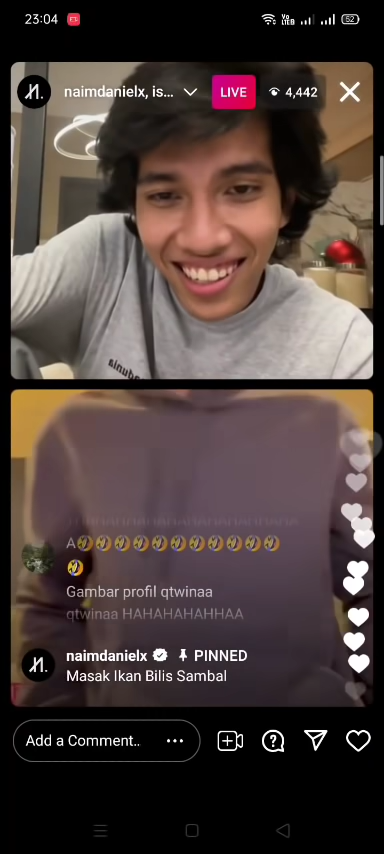 23:04
52
naimdanielx, is...
LIVE
4,442
A🤣🤣🤣🤣🤣🤣🤣🤣🤣🤣🤣
🤣
Gambar profil qtwinaa
qtwinaa HAHAHAHAHHAA
naimdanielx PINNED
Masak Ikan Bilis Sambal
Add a Comment..